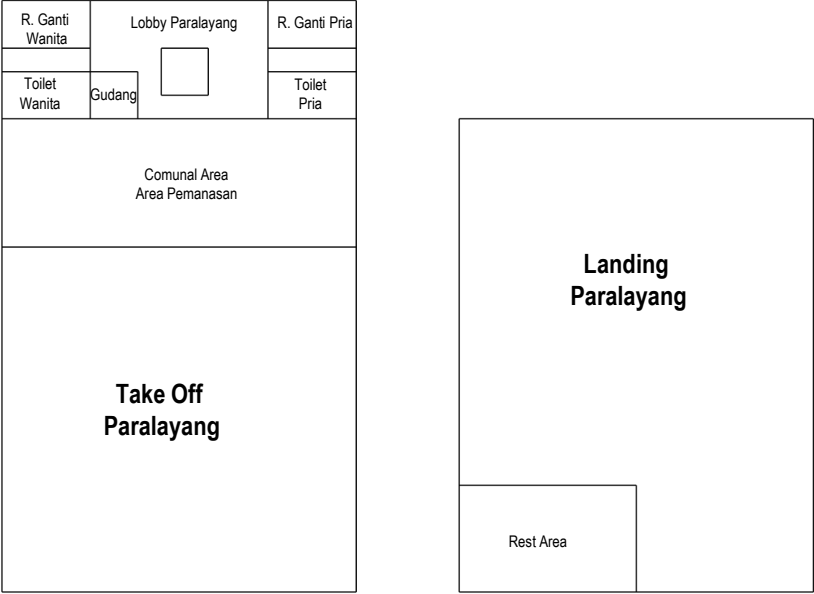 R. Ganti
Wanita
Lobby Paralayang
R. Ganti Pria
Toilet
Wanita
Gudang
Toilet
Pria
Comunal Area
Area Pemanasan
Take Off
Paralayang
Landing
Paralayang
Rest Area